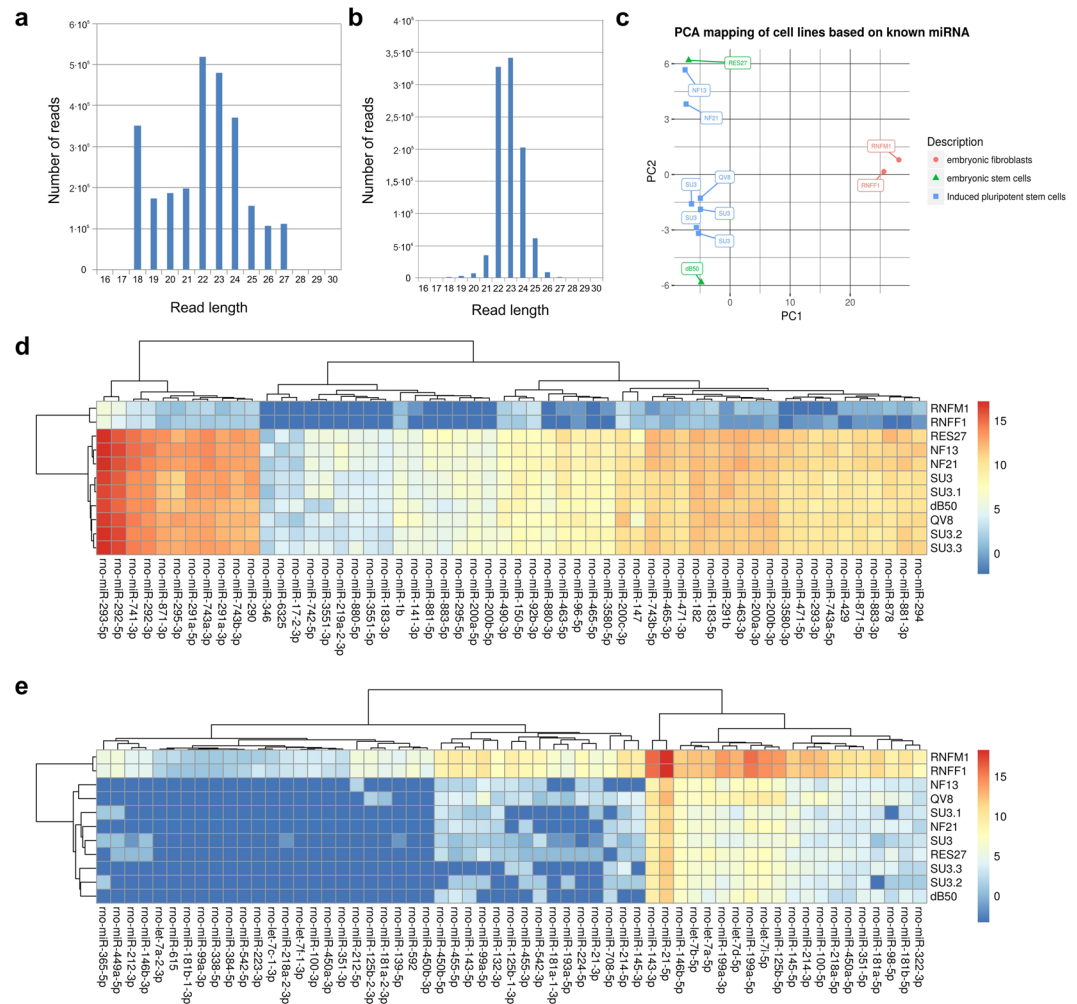 a
6·10⁶
5·10⁶
4·10⁶
3·10⁶
2·10⁶
1·10⁶
0
Number of reads
16 17 18 19 20 21 22 23 24 25 26 27 28 29 30
Read length
b
4·10⁶
3,5·10⁶
3·10⁶
2,5·10⁶
2·10⁶
1,5·10⁶
1·10⁶
5·10⁵
0
Number of reads
16 17 18 19 20 21 22 23 24 25 26 27 28 29 30
Read length
c
PCA mapping of cell lines based on known miRNA
6
3
0
-3
-6
PC2
RES27
NF13
NF21
QV8
SU3
SU3
SU3
SU3
dB50
RNFM1
RNFF1
0 10 20
PC1
Description
embryonic fibroblasts
embryonic stem cells
Induced pluripotent stem cells
d
RNFM1
RNFF1
RES27
NF13
NF21
SU3
SU3.1
dB50
QV8
SU3.2
SU3.3
15
10
5
0
rno-miR-293-5p
rno-miR-292-5p
rno-miR-741-3p
rno-miR-292-3p
rno-miR-871-3p
rno-miR-295-3p
rno-miR-291a-5p
rno-miR-743a-3p
rno-miR-291a-3p
rno-miR-743b-3p
rno-miR-290
rno-miR-346
rno-miR-6325
rno-miR-17-2-3p
rno-miR-742-5p
rno-miR-3551-3p
rno-miR-219a-2-3p
rno-miR-880-5p
rno-miR-3551-5p
rno-miR-183-3p
rno-miR-1b
rno-miR-141-3p
rno-miR-881-5p
rno-miR-883-5p
rno-miR-295-5p
rno-miR-200a-5p
rno-miR-200b-5p
rno-miR-490-3p
rno-miR-150-5p
rno-miR-92b-3p
rno-miR-880-3p
rno-miR-463-5p
rno-miR-96-5p
rno-miR-465-5p
rno-miR-3580-5p
rno-miR-200c-3p
rno-miR-147
rno-miR-743b-5p
rno-miR-465-3p
rno-miR-471-3p
rno-miR-182
rno-miR-183-5p
rno-miR-291b
rno-miR-463-3p
rno-miR-200a-3p
rno-miR-200b-3p
rno-miR-3580-3p
rno-miR-471-5p
rno-miR-293-3p
rno-miR-743a-5p
rno-miR-429
rno-miR-871-5p
rno-miR-883-3p
rno-miR-878
rno-miR-881-3p
rno-miR-294
e
RNFM1
RNFF1
NF13
QV8
SU3.1
NF21
SU3
RES27
SU3.3
SU3.2
dB50
15
10
5
0
rno-miR-365-5p
rno-miR-449a-5p
rno-miR-212-3p
rno-miR-146b-3p
rno-let-7a-2-3p
rno-miR-615
rno-miR-181b-1-3p
rno-miR-99a-3p
rno-miR-338-5p
rno-miR-384-5p
rno-miR-542-5p
rno-miR-223-3p
rno-let-7c-1-3p
rno-miR-218a-2-3p
rno-let-7f-1-3p
rno-miR-100-3p
rno-miR-450a-3p
rno-miR-351-3p
rno-miR-212-5p
rno-miR-125b-2-3p
rno-miR-181a-2-3p
rno-miR-139-5p
rno-miR-592
rno-miR-450b-3p
rno-miR-450b-5p
rno-miR-455-5p
rno-miR-143-5p
rno-miR-99a-5p
rno-miR-132-3p
rno-miR-125b-1-3p
rno-miR-455-3p
rno-miR-542-3p
rno-miR-181a-1-3p
rno-miR-193a-5p
rno-miR-224-5p
rno-miR-21-3p
rno-miR-708-5p
rno-miR-214-5p
rno-miR-145-3p
rno-miR-143-3p
rno-miR-21-5p
rno-miR-146b-5p
rno-let-7b-5p
rno-let-7a-5p
rno-miR-199a-3p
rno-let-7d-5p
rno-miR-199a-5p
rno-let-7i-5p
rno-miR-125b-5p
rno-miR-145-5p
rno-miR-214-3p
rno-miR-100-5p
rno-miR-218a-5p
rno-miR-450a-5p
rno-miR-351-5p
rno-miR-181a-5p
rno-miR-98-5p
rno-miR-181b-5p
rno-miR-322-3p